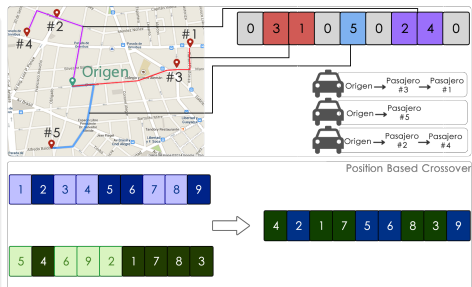 #2
#4
#1
#3
Origen
#5
0 3 1 0 5 0 2 4 0
Origen → Pasajero #3 → Pasajero #1
Origen → Pasajero #5
Origen → Pasajero #2 → Pasajero #4
Position Based Crossover
1 2 3 4 5 6 7 8 9
4 2 1 7 5 6 8 3 9
5 4 6 9 2 1 7 8 3